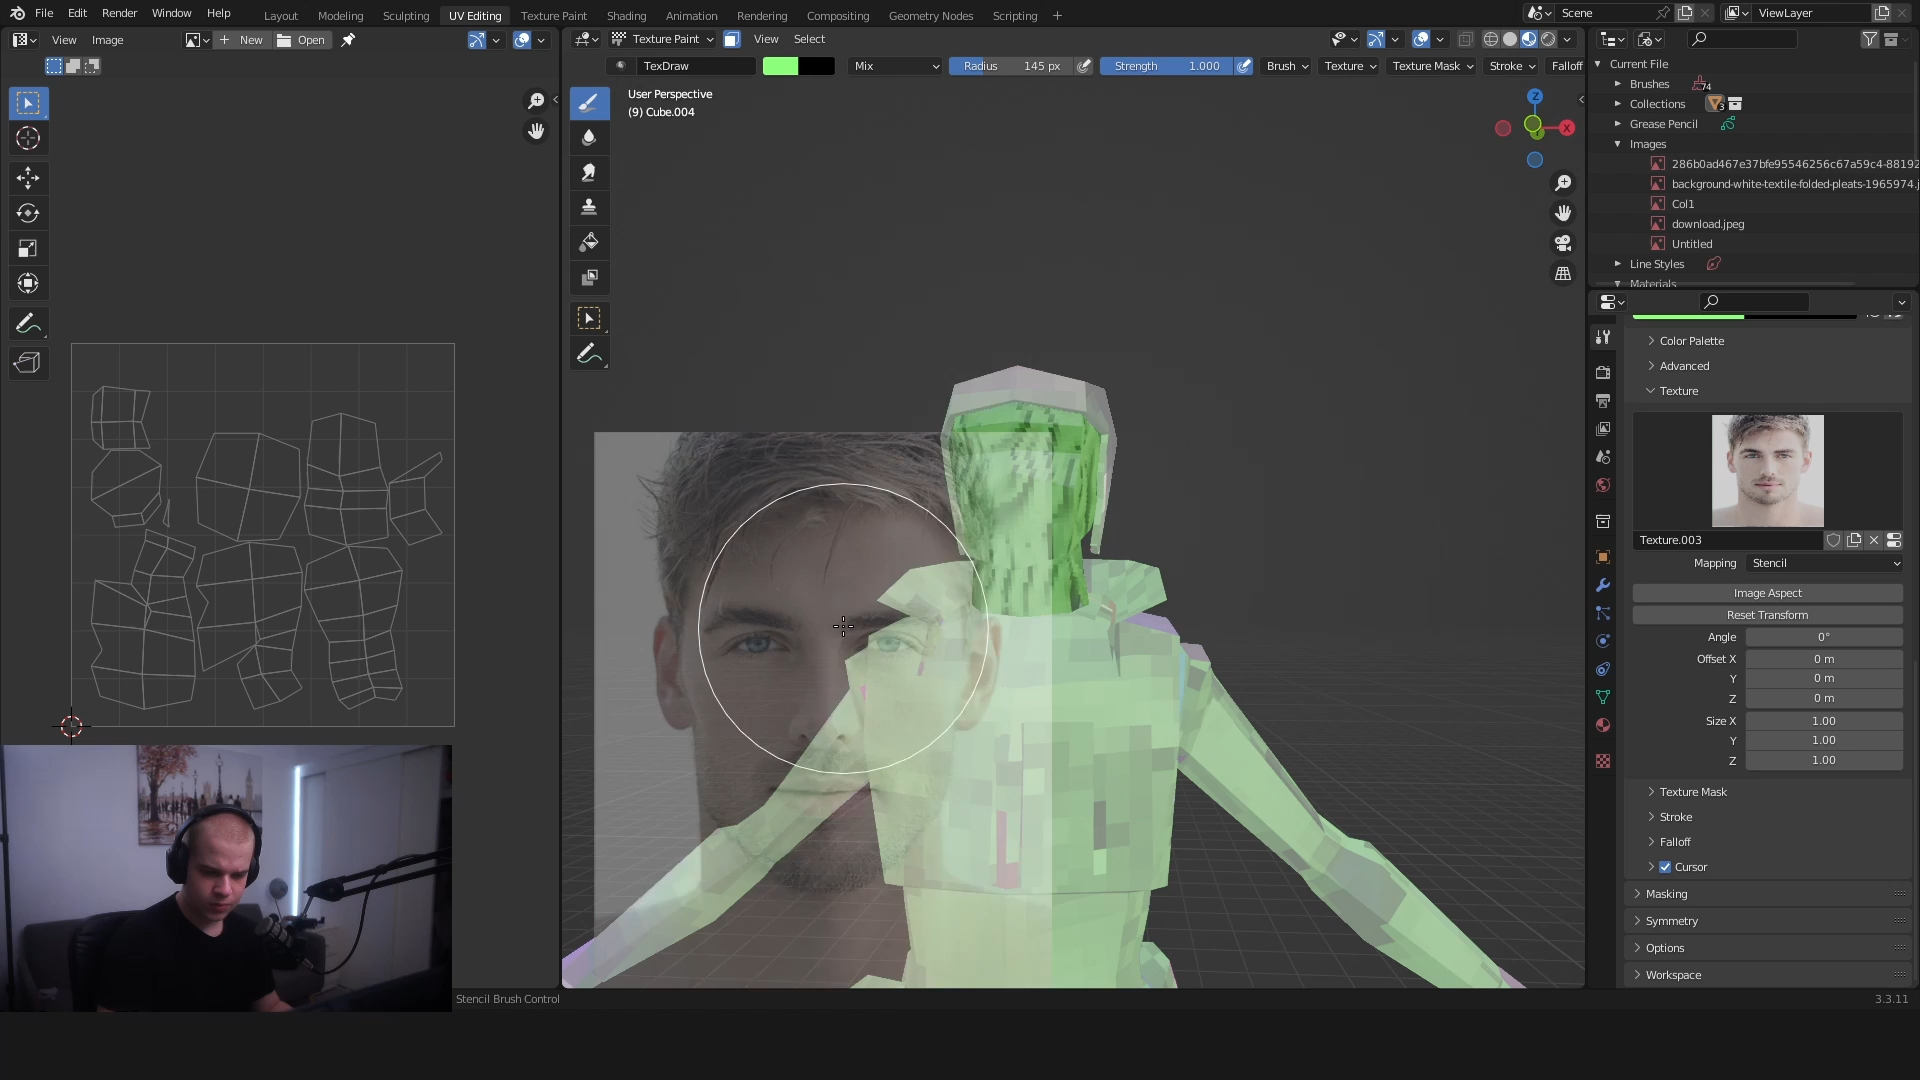 File Edit Render Window Help
Layout Modeling Sculpting UV Editing Texture Paint Shading Animation Rendering Compositing Geometry Nodes Scripting +
Scene
ViewLayer
View Image
New
Open
Texture Paint
View Select
TexDraw
Mix
Radius 145 px
Strength 1.000
Brush
Texture
Texture Mask
Stroke
Falloff
User Perspective
(9) Cube.004
Z
X
Y
Current File
Brushes
74
Collections
3
Grease Pencil
Images
286b0ad467e37bfe95546256c67a59c4-88192
background-white-textile-folded-pleats-1965974.j
Col1
download.jpeg
Untitled
Line Styles
Materials
Color Palette
Advanced
Texture
Texture.003
Mapping Stencil
Image Aspect
Reset Transform
Angle 0°
Offset X 0 m
Y 0 m
Z 0 m
Size X 1.00
Y 1.00
Z 1.00
Texture Mask
Stroke
Falloff
Cursor
Masking
Symmetry
Options
Workspace
Stencil Brush Control
3.3.11